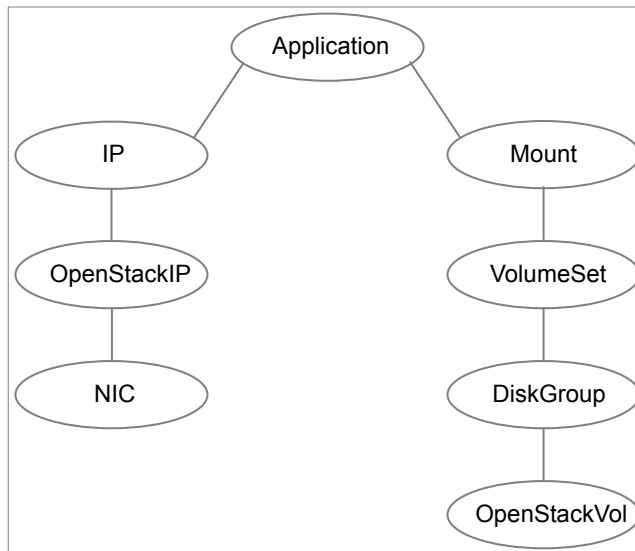 Application
IP
Mount
OpenStackIP
VolumeSet
NIC
DiskGroup
OpenStackVol